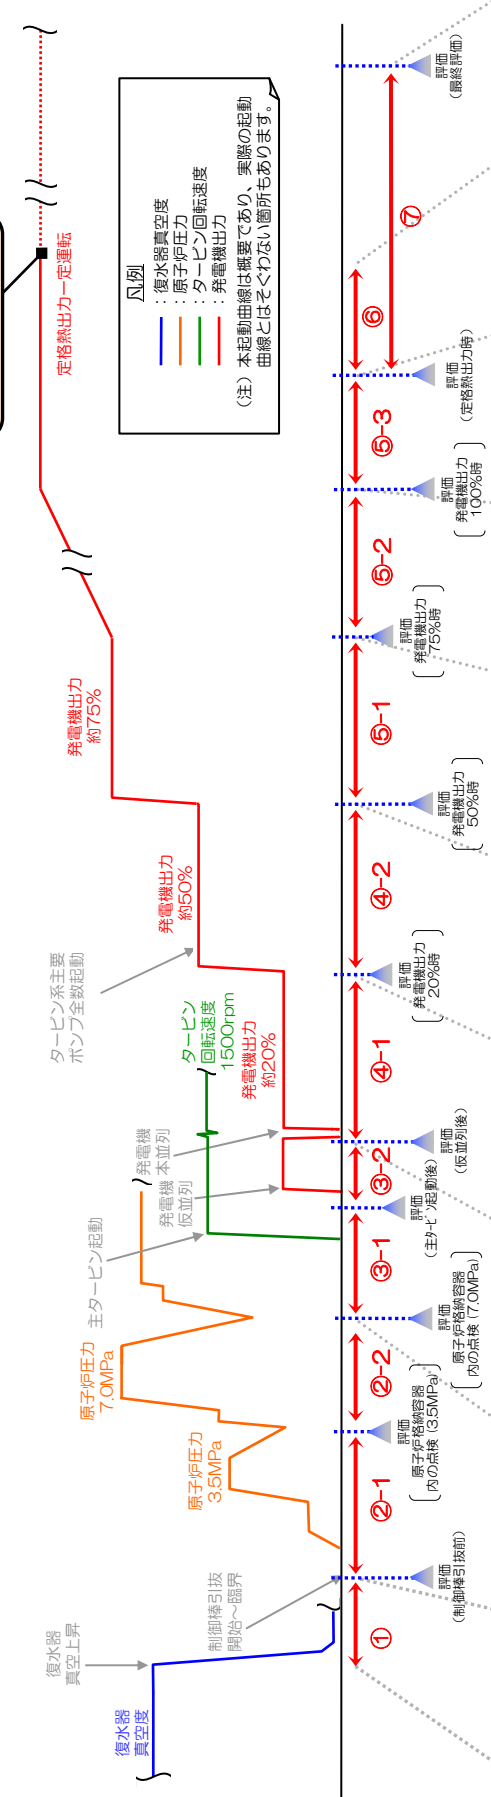 復水器
真空度
復水器
真空上昇
制御棒引抜
開始～臨界
原子炉圧力
3.5MPa
原子炉圧力
7.0MPa
主タービン起動
発電機
仮並列
発電機
本並列
タービン
回転速度
1500rpm
発電機出力
約20%
タービン系主要
ポンプ全数起動
発電機出力
約50%
発電機出力
約75%
定格熱出力一定運転
凡例
：復水器真空度
：原子炉圧力
：タービン回転速度
：発電機出力
（注）本起動曲線は概要であり、実際の起動
曲線とはそぐわない箇所もあります。
①
②-1
②-2
③-1
③-2
④-1
④-2
⑤-1
⑤-2
⑤-3
⑥
⑦
評価
（制御棒引抜前）
評価
原子炉格納容器
内の点検（3.5MPa）
評価
原子炉格納容器
内の点検（7.0MPa）
評価
（主タービン起動後）
評価
（仮並列後）
評価
発電機出力
20%時
評価
発電機出力
50%時
評価
発電機出力
75%時
評価
発電機出力
100%時
評価
（定格熱出力時）
評価
（最終評価）